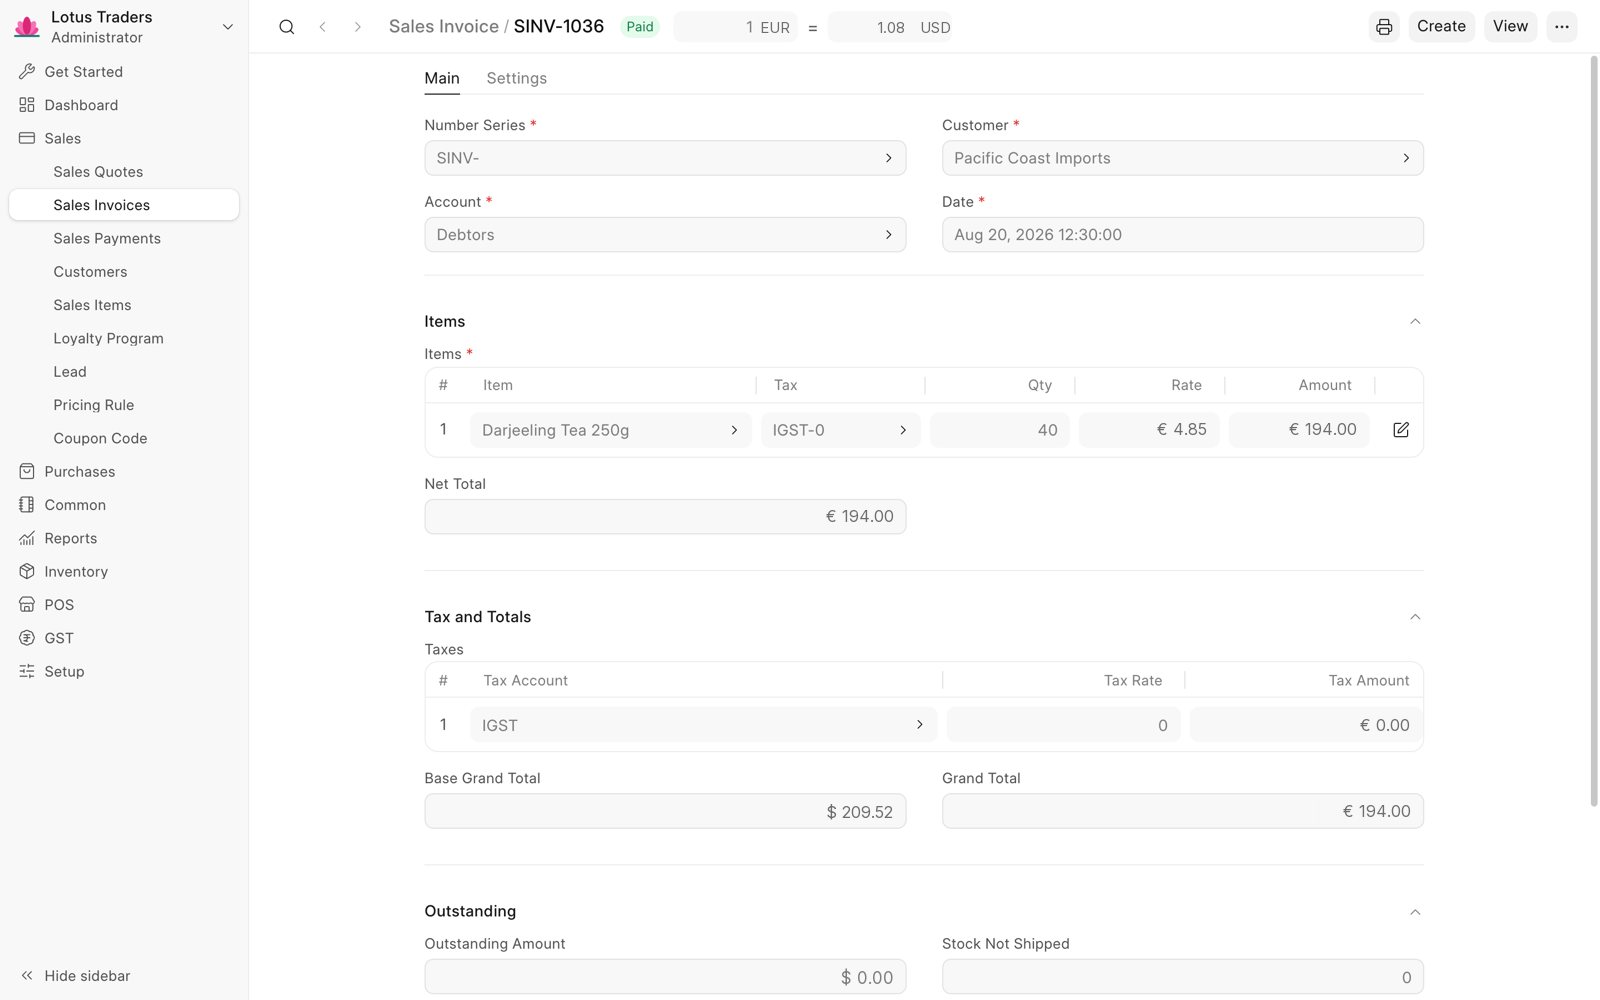 Lotus Traders
Administrator
Get Started
Dashboard
Sales
Sales Quotes
Sales Invoices
Sales Payments
Customers
Sales Items
Loyalty Program
Lead
Pricing Rule
Coupon Code
Purchases
Common
Reports
Inventory
POS
GST
Setup
Hide sidebar
Sales Invoice / SINV-1036 Paid 1 EUR = 1.08 USD Create View
Main Settings
Number Series * Customer *
SINV- Pacific Coast Imports
Account * Date *
Debtors Aug 20, 2026 12:30:00
Items
Items *
# Item Tax Qty Rate Amount
1 Darjeeling Tea 250g IGST-0 40 € 4.85 € 194.00
Net Total
€ 194.00
Tax and Totals
Taxes
# Tax Account Tax Rate Tax Amount
1 IGST 0 € 0.00
Base Grand Total Grand Total
$ 209.52 € 194.00
Outstanding
Outstanding Amount Stock Not Shipped
$ 0.00 0